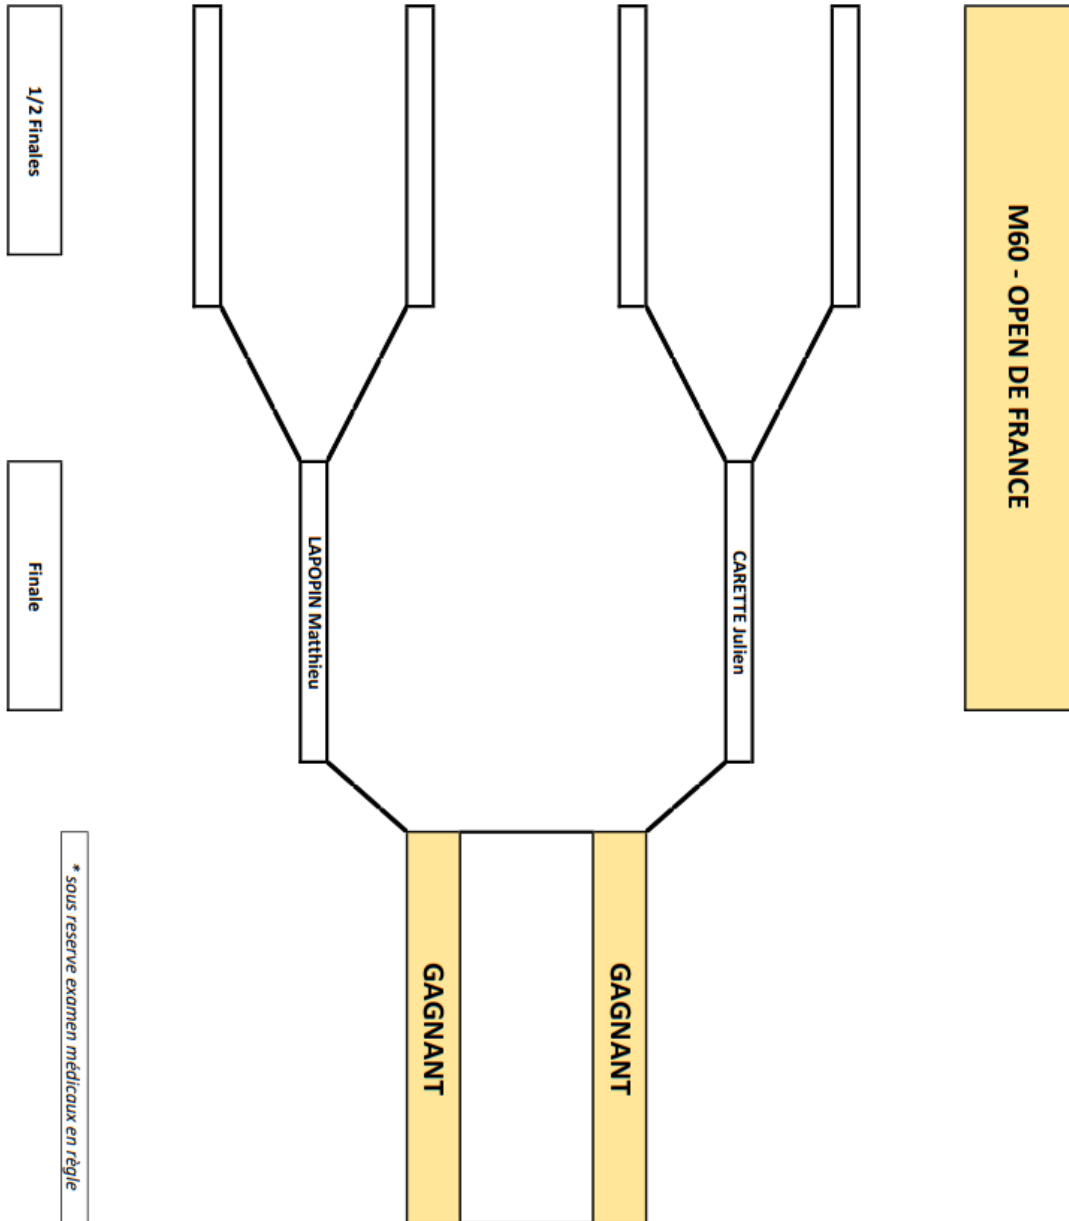 M60 - OPEN DE FRANCE
CARETTE Julien
GAGNANT
GAGNANT
LAPOPIN Matthieu
* sous reserve examen médicaux en règle
1/2 Finales
Finale